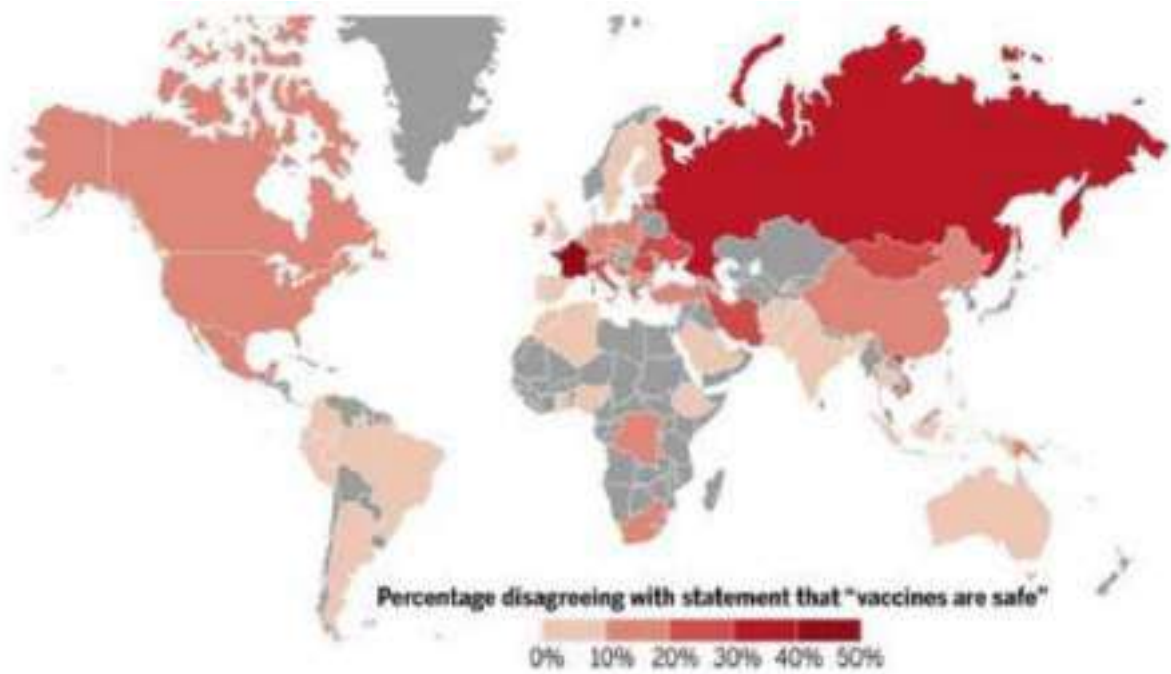 Percentage disagreeing with statement that "vaccines are safe"
0% 10% 20% 30% 40% 50%